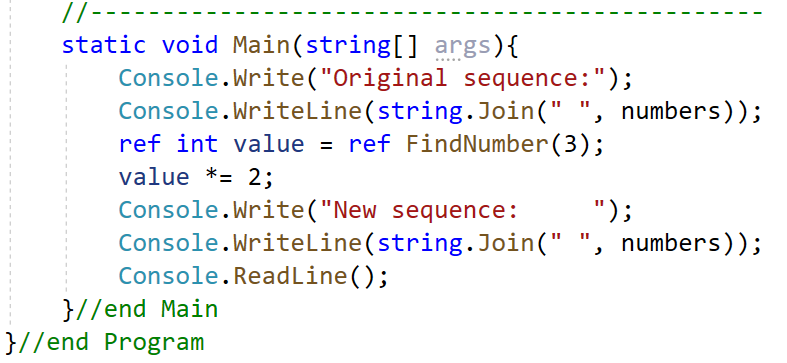 //-----------------------------------------------
static void Main(string[] args){
Console.Write("Original sequence:");
Console.WriteLine(string.Join(" ", numbers));
ref int value = ref FindNumber(3);
value *= 2;
Console.Write("New sequence:     ");
Console.WriteLine(string.Join(" ", numbers));
Console.ReadLine();
}//end Main
}//end Program